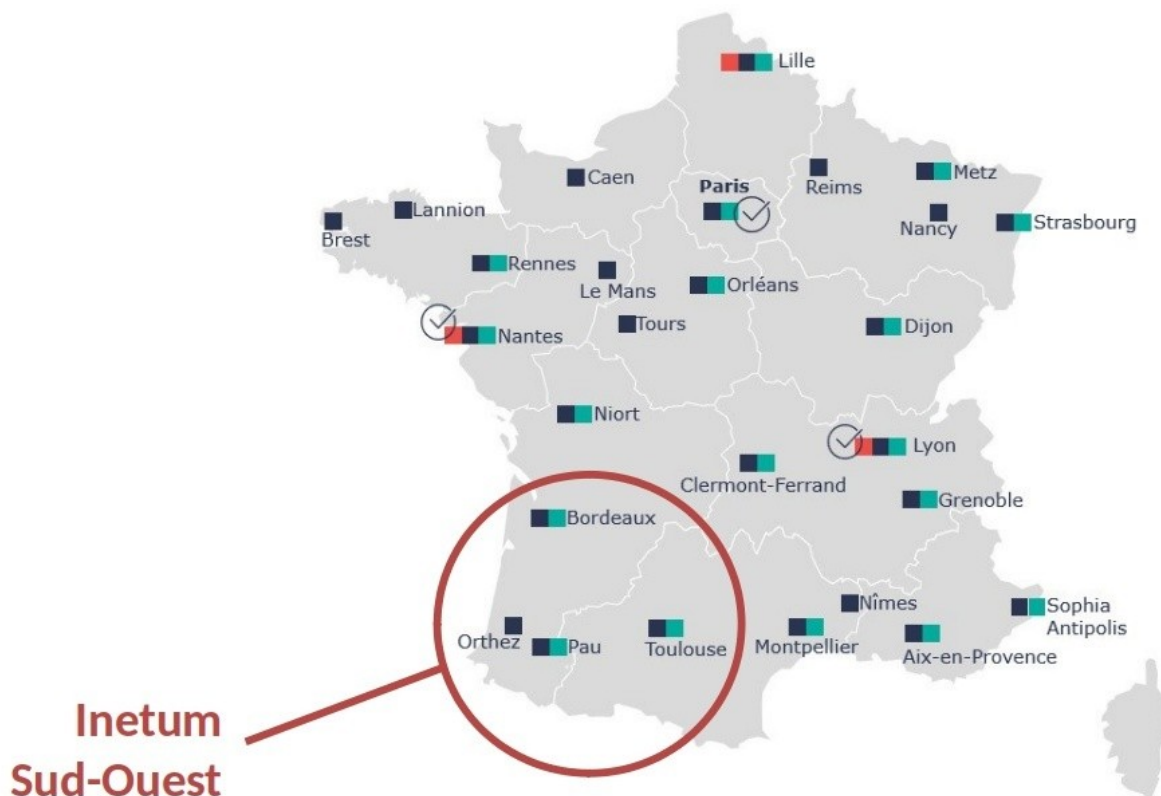 Lille
Caen
Paris
Reims
Metz
Lannion
Brest
Nancy
Strasbourg
Rennes
Le Mans
Orléans
Tours
Nantes
Dijon
Niort
Lyon
Clermont-Ferrand
Grenoble
Bordeaux
Nîmes
Sophia
Antipolis
Orthez
Pau
Toulouse
Montpellier
Aix-en-Provence
Inetum
Sud-Ouest